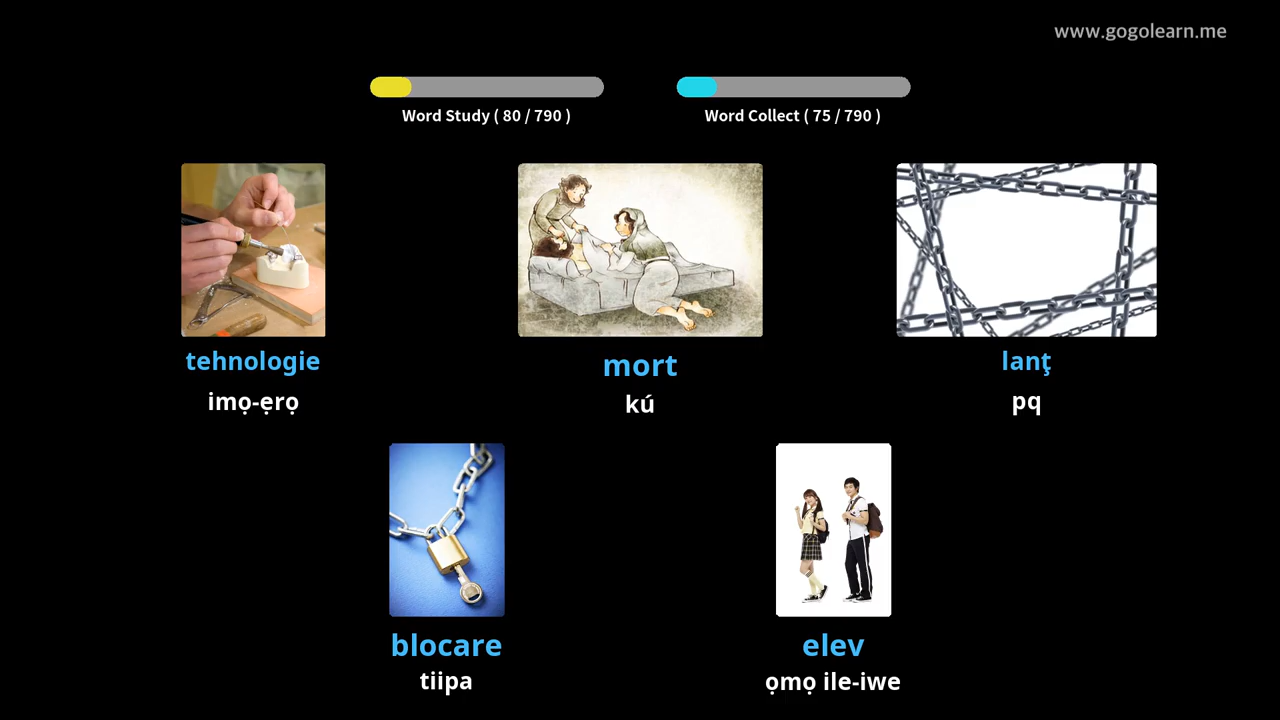 www.gogolearn.me
Word Study ( 80 / 790 )
Word Collect ( 75 / 790 )
tehnologie
imọ-ẹrọ
mort
kú
lanţ
pq
blocare
tiipa
elev
ọmọ ile-iwe